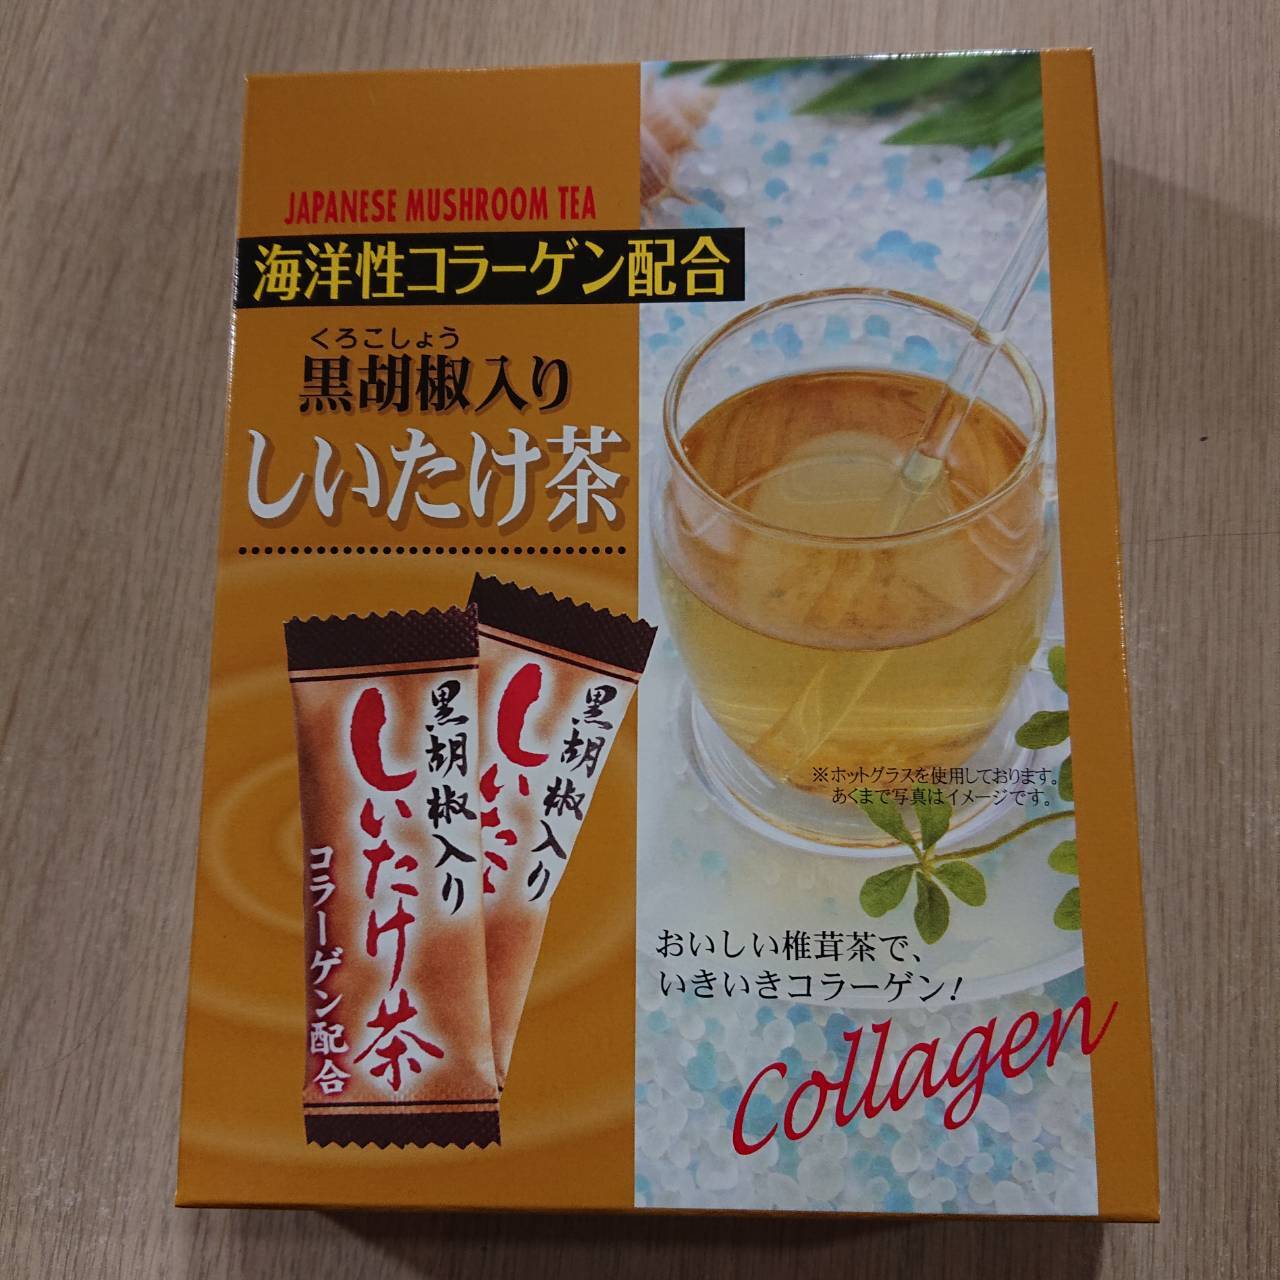 JAPANESE MUSHROOM TEA
海洋性コラーゲン配合
くろこしょう
黒胡椒入り
しいたけ茶
黒胡椒入り
しいたけ茶
コラーゲン配合
黒胡椒入り
しいた
※ホットグラスを使用しております。
あくまで写真はイメージです。
おいしい椎茸茶で、
いきいきコラーゲン!
Collagen